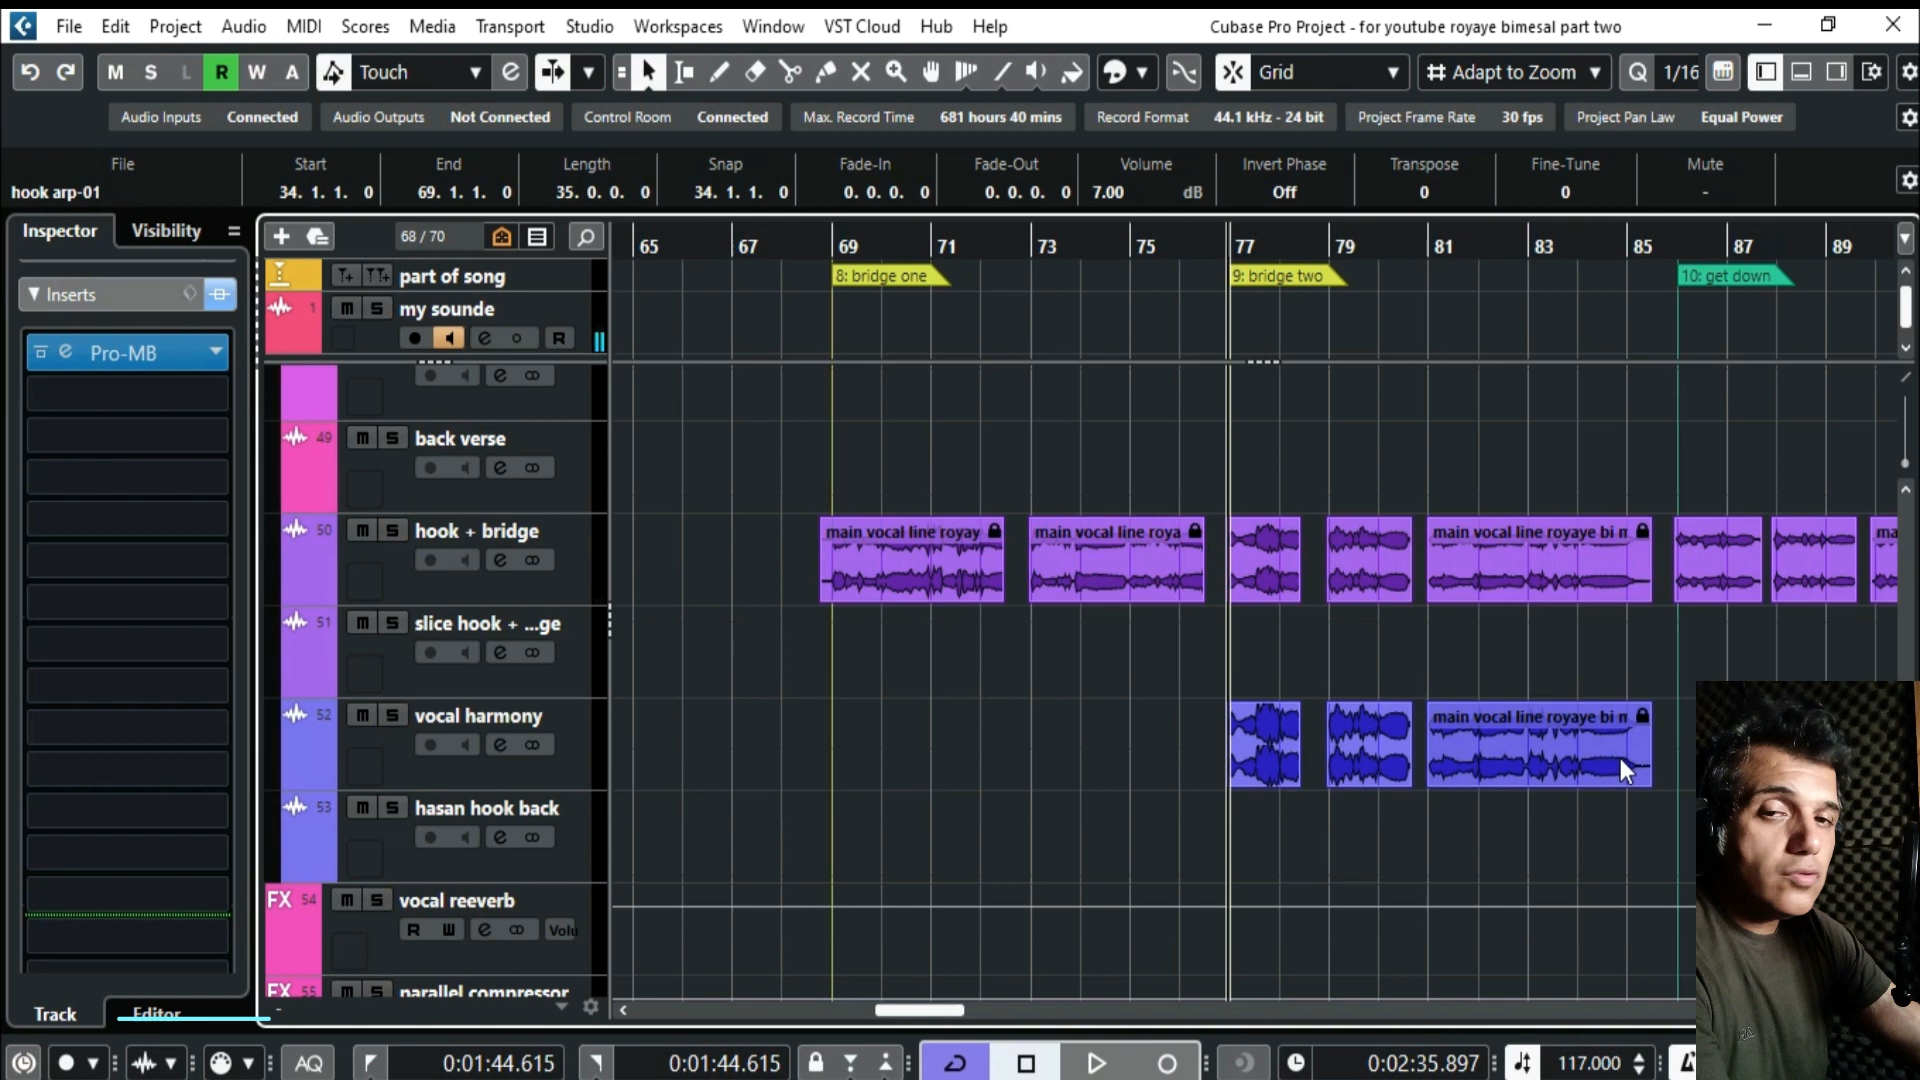 File Edit Project Audio MIDI Scores Media Transport Studio Workspaces Window VST Cloud Hub Help Cubase Pro Project - for youtube royaye bimesal part two
M S L R W A Touch Grid Adapt to Zoom Q 1/16
Audio Inputs Connected Audio Outputs Not Connected Control Room Connected Max. Record Time 681 hours 40 mins Record Format 44.1 kHz - 24 bit Project Frame Rate 30 fps Project Pan Law Equal Power
File Start End Length Snap Fade-In Fade-Out Volume Invert Phase Transpose Fine-Tune Mute
hook arp-01 34. 1. 1. 0 69. 1. 1. 0 35. 0. 0. 0 34. 1. 1. 0 0. 0. 0. 0 0. 0. 0. 0 7.00 dB Off 0 0 -
Inspector Visibility 68 / 70 65 67 69 71 73 75 77 79 81 83 85 87 89
part of song 8: bridge one 9: bridge two 10: get down
Inserts 1 M S my sounde
e R
Pro-MB
e
49 M S back verse
e
50 M S hook + bridge main vocal line royay main vocal line roya main vocal line royaye bi ma
e
51 M S slice hook + ...ge
e
52 M S vocal harmony main vocal line royaye bi
e
53 M S hasan hook back
e
FX 54 M S vocal reeverb
R W e Volu
FX 55 M S parallel compressor
Track Editor
AQ 0:01:44.615 0:01:44.615 0:02:35.897 117.000